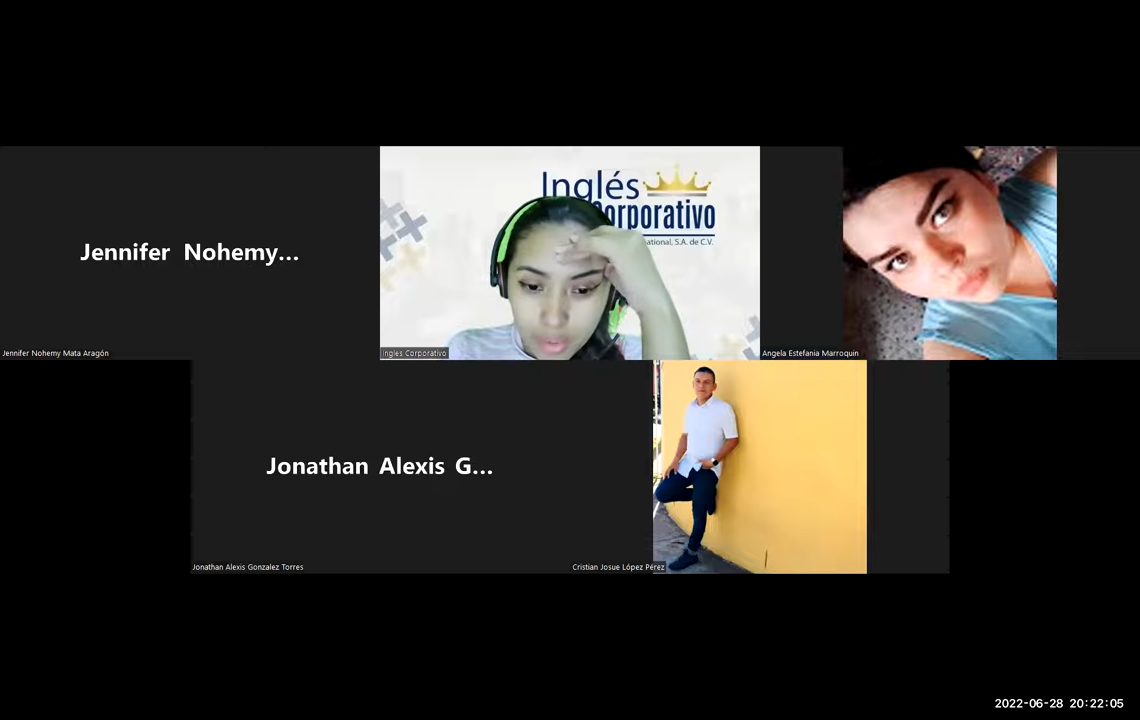 Jennifer Nohemy...
Jennifer Nohemy Mata Aragón
Inglés
Corporativo
national, S.A. de C.V.
Ingles Corporativo
Angela Estefania Marroquin
Jonathan Alexis G...
Jonathan Alexis Gonzalez Torres
Cristian Josue López Pérez
2022-06-28 20:22:05